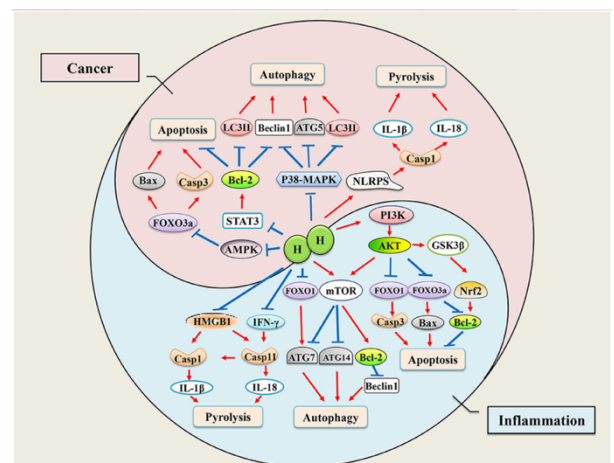 Cancer
Autophagy
Pyrolysis
Apoptosis
LC3II
Beclin1
ATG5
LC3II
IL-1β
IL-18
Bax
Casp3
Bcl-2
P38-MAPK
NLRPS
Casp1
FOXO3a
STAT3
AMPK
H
H
PI3K
AKT
GSK3β
FOXO1
mTOR
FOXO1
FOXO3a
Nrf2
HMGB1
IFN-γ
Casp3
Bax
Bcl-2
Casp1
Casp11
ATG7
ATG14
Bcl-2
Apoptosis
IL-1β
IL-18
Beclin1
Pyrolysis
Autophagy
Inflammation